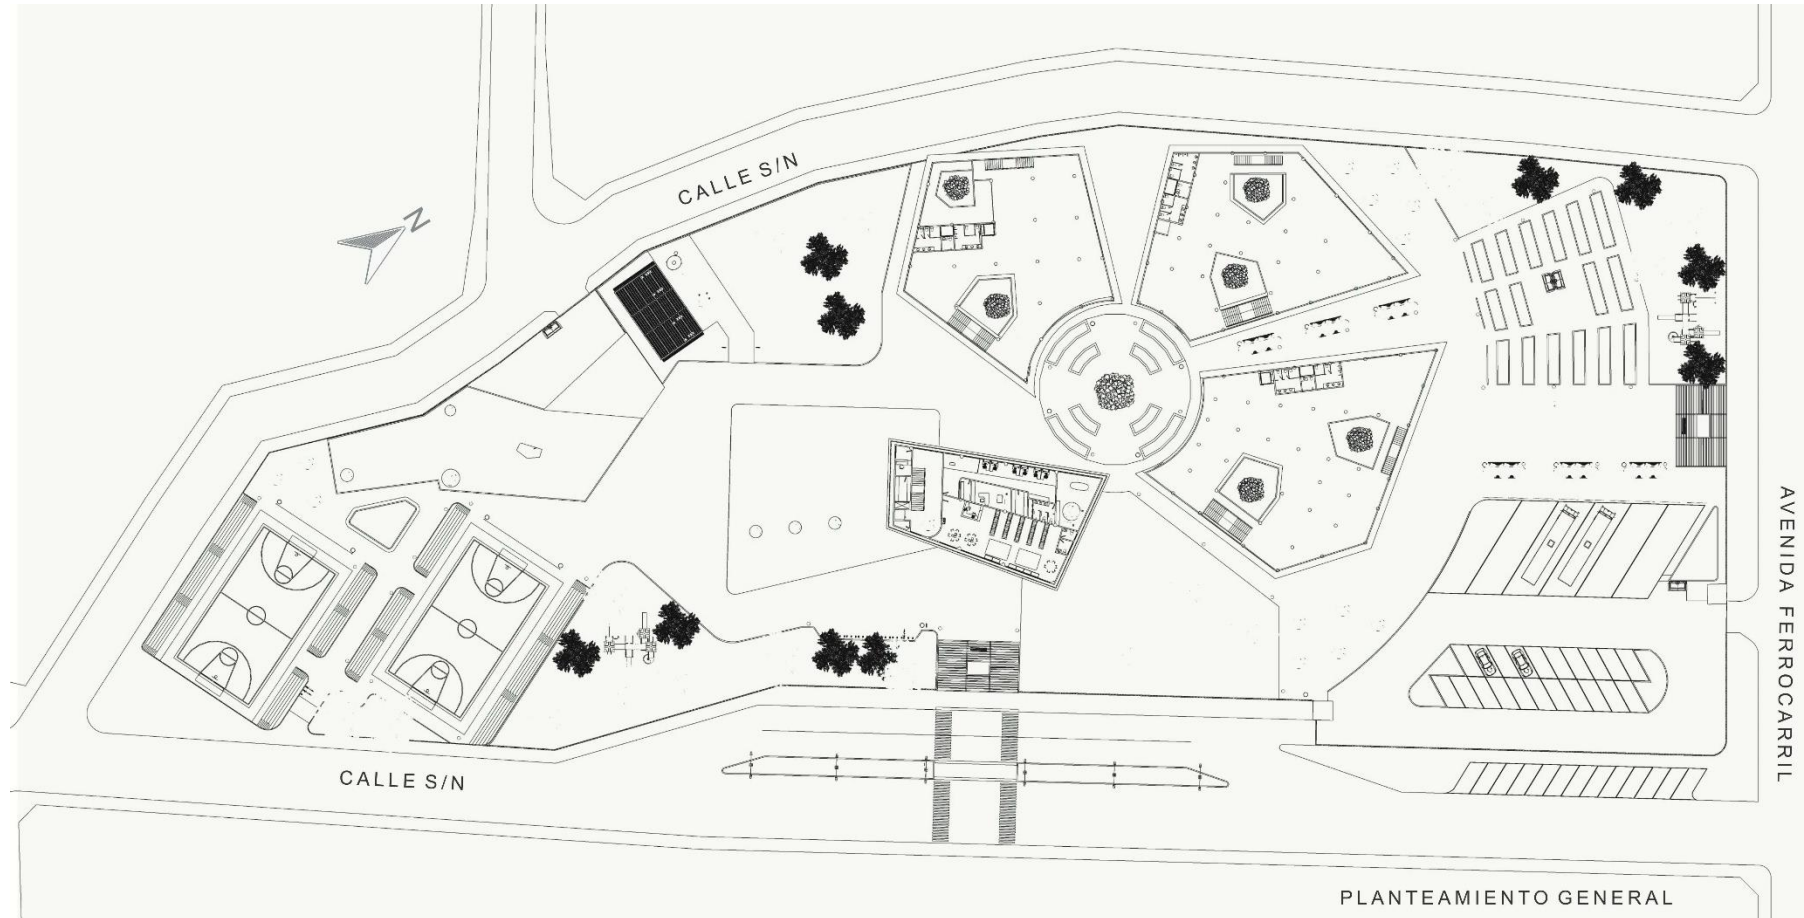 CALLE S/N
N
AVENIDA FERROCARRIL
CALLE S/N
PLANTEAMIENTO GENERAL